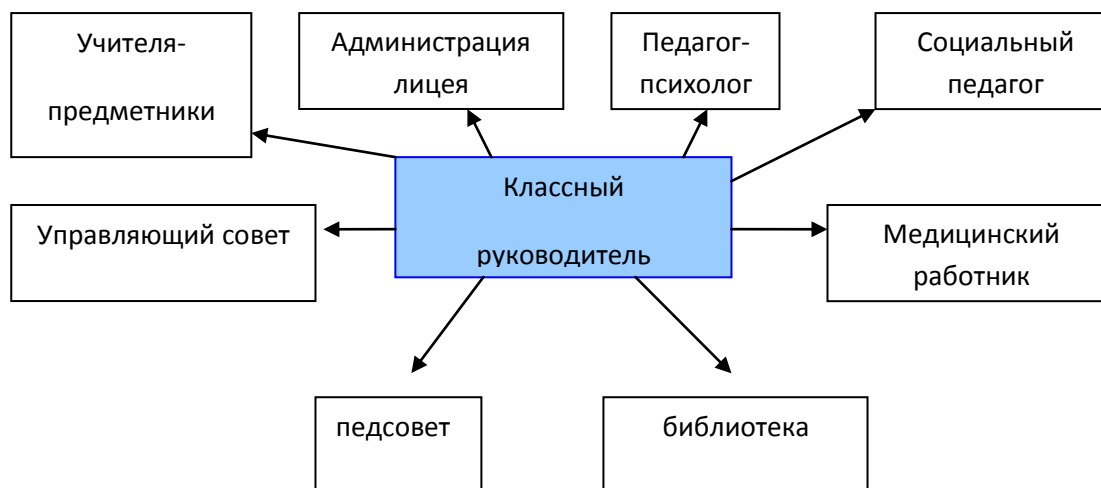 Учителя-
предметники
Администрация
лицея
Педагог-
психолог
Социальный
педагог
Классный
руководитель
Управляющий совет
Медицинский
работник
педсовет
библиотека